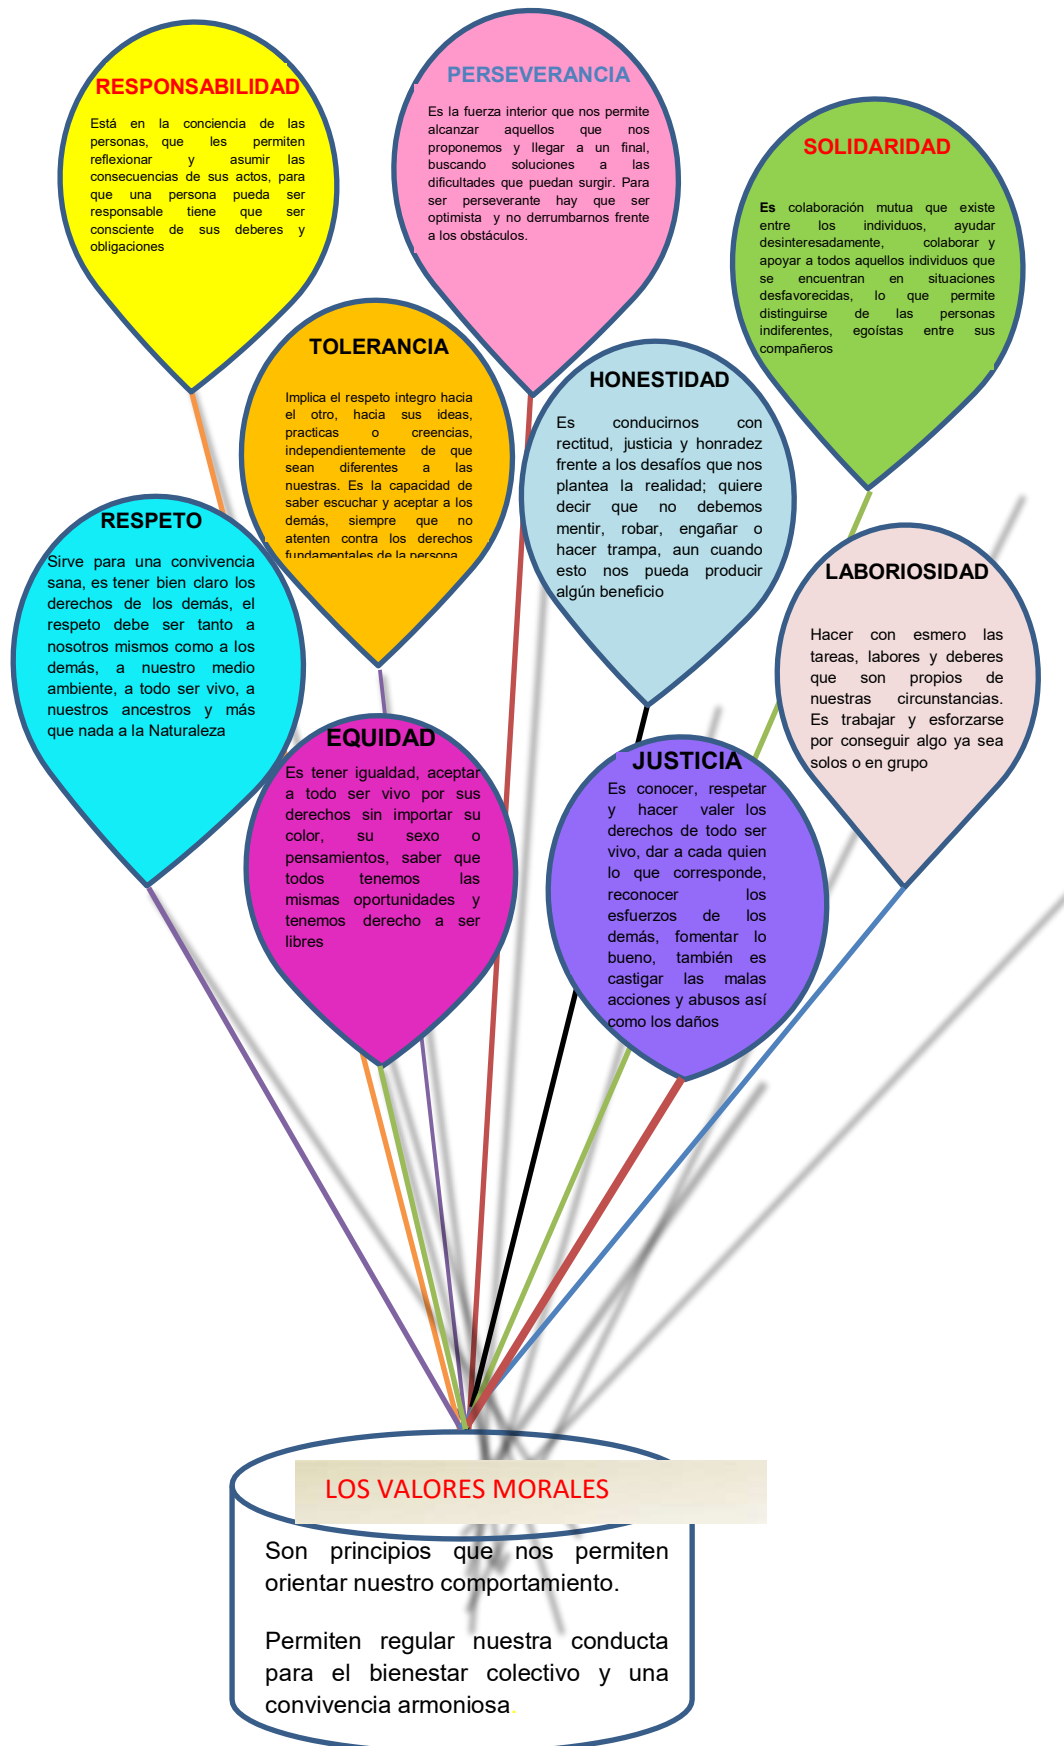 RESPONSABILIDAD
Está en la conciencia de las
personas, que les permiten
reflexionar y asumir las
consecuencias de sus actos, para
que una persona pueda ser
responsable tiene que ser
consciente de sus deberes y
obligaciones
PERSEVERANCIA
Es la fuerza interior que nos permite
alcanzar aquellos que nos
proponemos y llegar a un final,
buscando soluciones a las
dificultades que puedan surgir. Para
ser perseverante hay que ser
optimista y no derrumbarnos frente
a los obstáculos.
SOLIDARIDAD
Es colaboración mutua que existe
entre los individuos, ayudar
desinteresadamente, colaborar y
apoyar a todos aquellos individuos que
se encuentran en situaciones
desfavorecidas, lo que permite
distinguirse de las personas
indiferentes, egoístas entre sus
compañeros
TOLERANCIA
Implica el respeto integro hacia
el otro, hacia sus ideas,
practicas o creencias,
independientemente de que
sean diferentes a las
nuestras. Es la capacidad de
saber escuchar y aceptar a los
demás, siempre que no
atenten contra los derechos
fundamentales de la persona
HONESTIDAD
Es conducirnos con
rectitud, justicia y honradez
frente a los desafíos que nos
plantea la realidad; quiere
decir que no debemos
mentir, robar, engañar o
hacer trampa, aun cuando
esto nos pueda producir
algún beneficio
RESPETO
Sirve para una convivencia
sana, es tener bien claro los
derechos de los demás, el
respeto debe ser tanto a
nosotros mismos como a los
demás, a nuestro medio
ambiente, a todo ser vivo, a
nuestros ancestros y más
que nada a la Naturaleza
LABORIOSIDAD
Hacer con esmero las
tareas, labores y deberes
que son propios de
nuestras circunstancias.
Es trabajar y esforzarse
por conseguir algo ya sea
solos o en grupo
EQUIDAD
Es tener igualdad, aceptar
a todo ser vivo por sus
derechos sin importar su
color, su sexo o
pensamientos, saber que
todos tenemos las
mismas oportunidades y
tenemos derecho a ser
libres
JUSTICIA
Es conocer, respetar
y hacer valer los
derechos de todo ser
vivo, dar a cada quien
lo que corresponde,
reconocer los
esfuerzos de los
demás, fomentar lo
bueno, también es
castigar las malas
acciones y abusos así
como los daños
LOS VALORES MORALES
Son principios que nos permiten
orientar nuestro comportamiento.
Permiten regular nuestra conducta
para el bienestar colectivo y una
convivencia armoniosa.